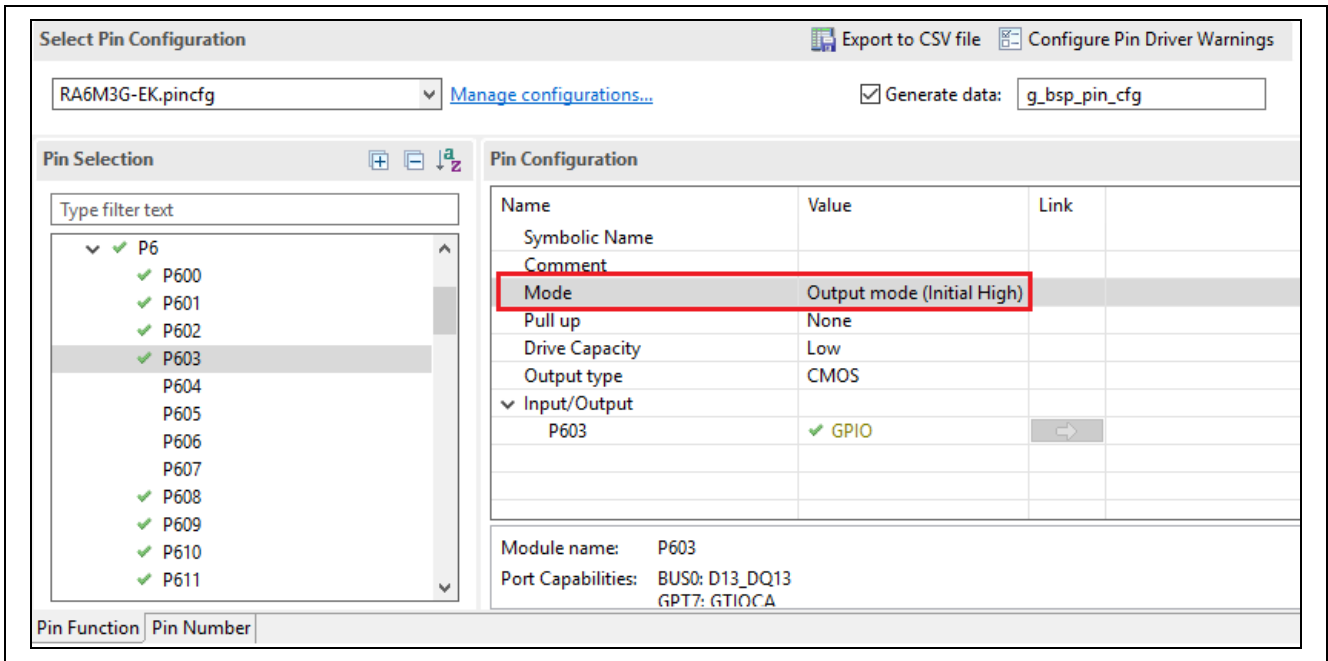 Select Pin Configuration Export to CSV file Configure Pin Driver Warnings
RA6M3G-EK.pincfg Manage configurations... Generate data: g_bsp_pin_cfg
Pin Selection
Type filter text
P6
P600
P601
P602
P603
P604
P605
P606
P607
P608
P609
P610
P611
Pin Configuration
Name Value Link
Symbolic Name
Comment
Mode Output mode (Initial High)
Pull up None
Drive Capacity Low
Output type CMOS
Input/Output
P603 GPIO
Module name: P603
Port Capabilities: BUS0: D13_DQ13
GPT7: GTIOCA
Pin Function Pin Number